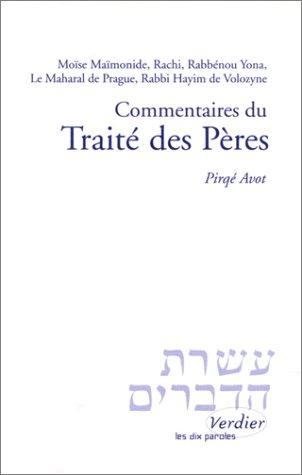 Moïse Maïmonide, Rachi, Rabbénou Yona,
Le Maharal de Prague, Rabbi Hayim de Volozyne
Commentaires du
Traité des Pères
Pirqé Avot
עשרת
הדברים
Verdier
les dix paroles